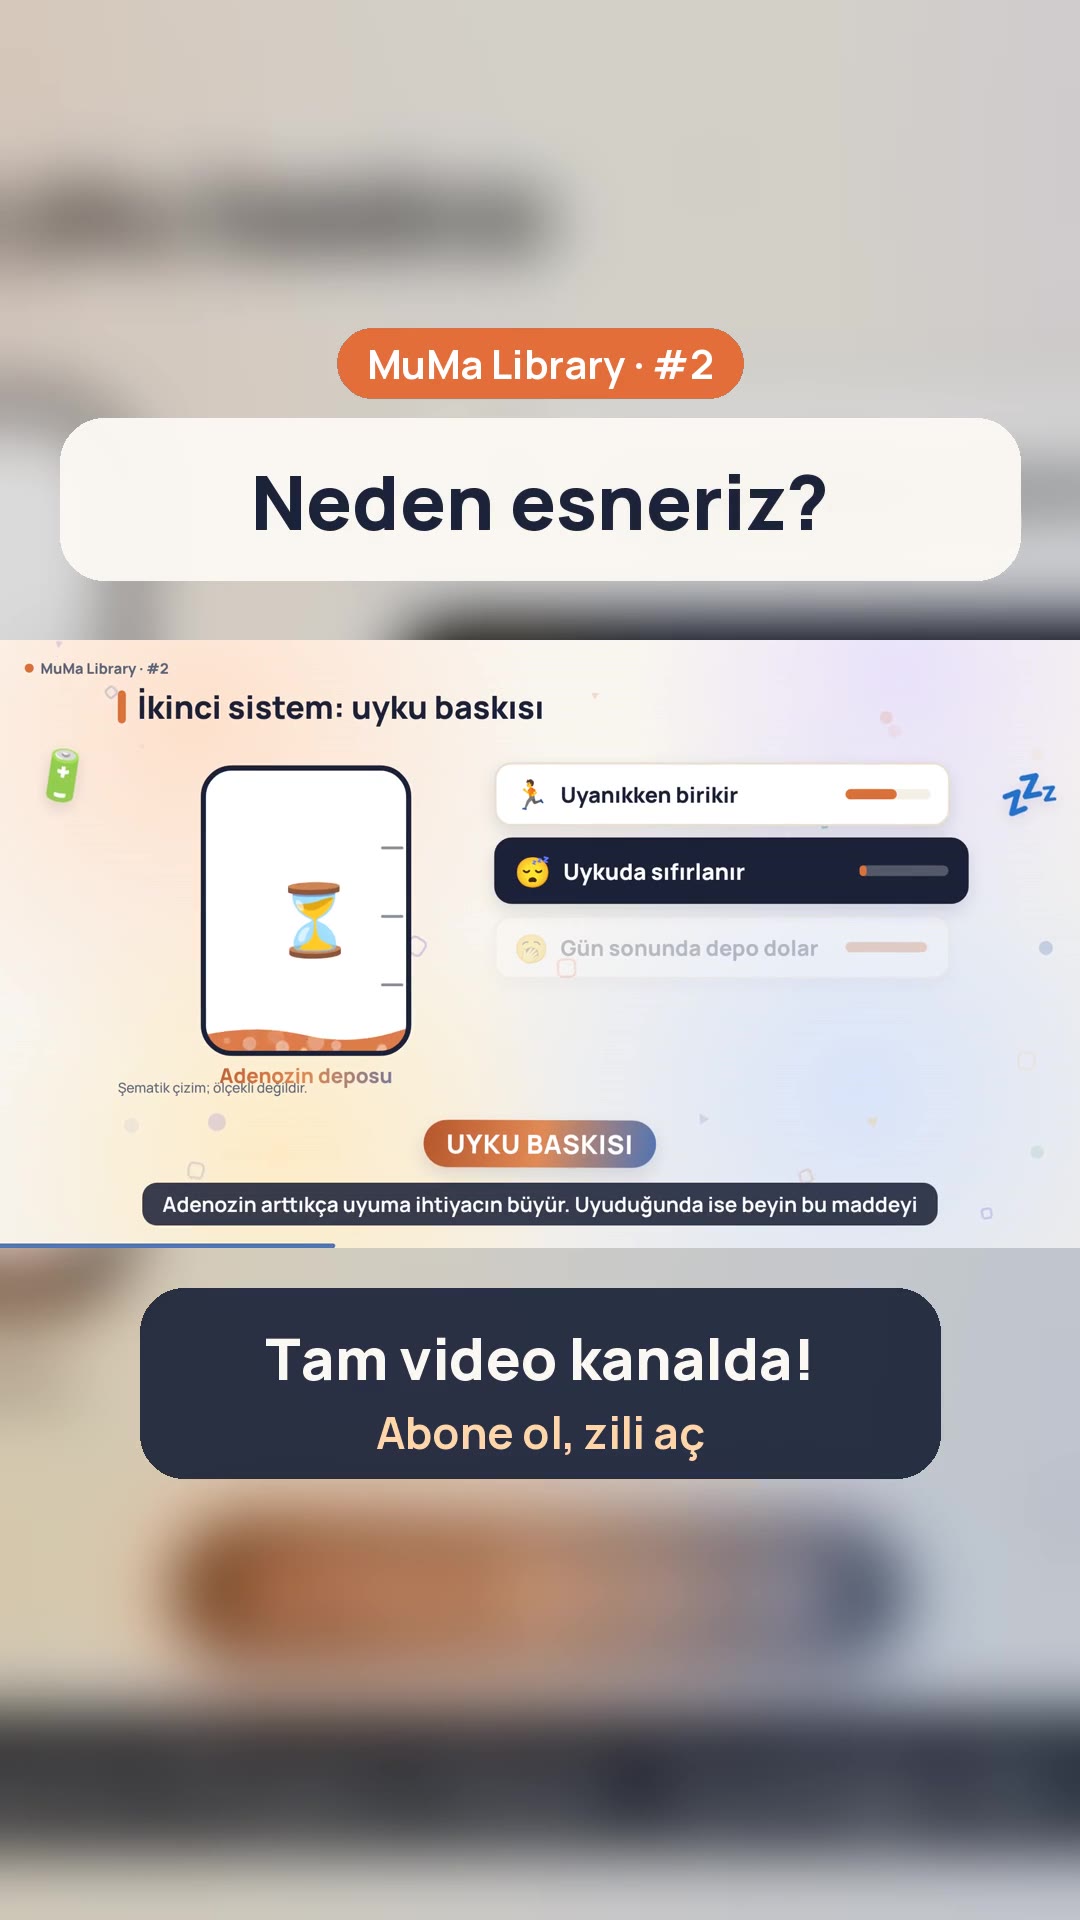 MuMa Library · #2
Neden esneriz?
MuMa Library · #2
İkinci sistem: uyku baskısı
Uyanıkken birikir
Uykuda sıfırlanır
Gün sonunda depo dolar
Adenozin deposu
Şematik çizim; ölçekli değildir.
UYKU BASKISI
Adenozin arttıkça uyuma ihtiyacın büyür. Uyuduğunda ise beyin bu maddeyi
Tam video kanalda!
Abone ol, zili aç